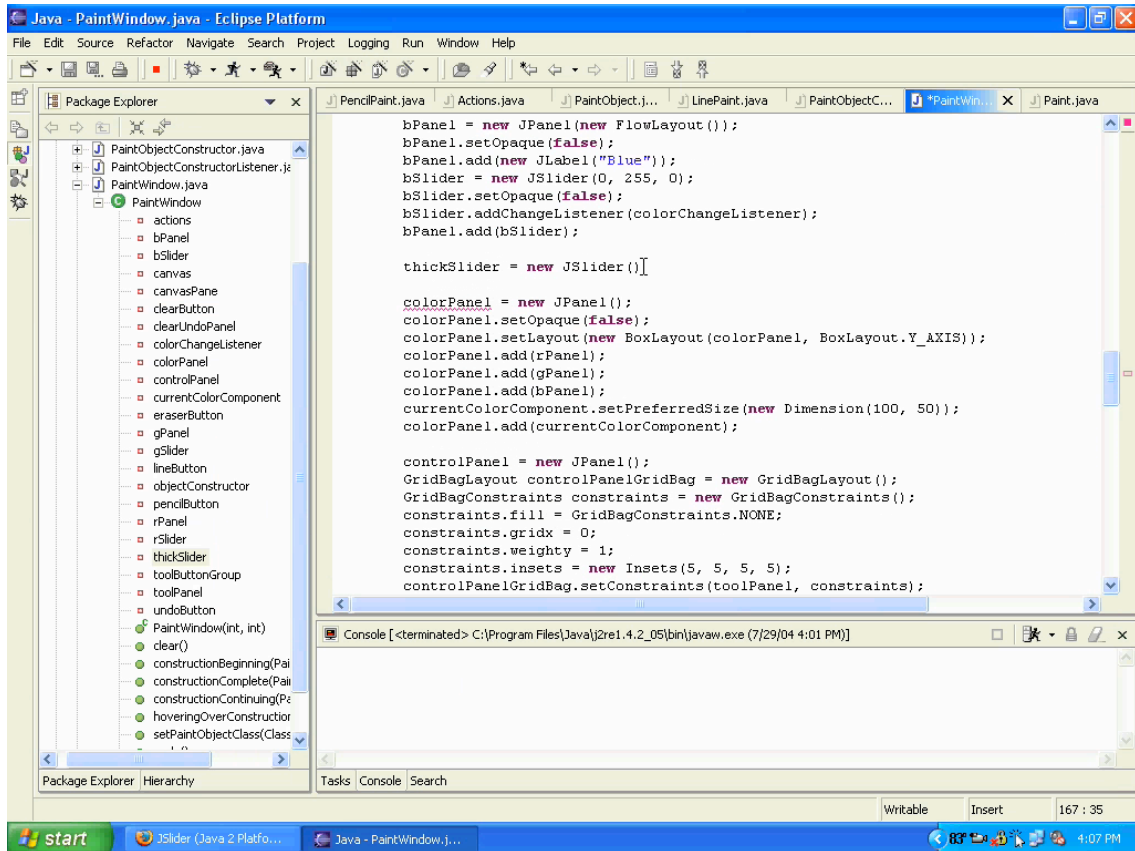 Java - PaintWindow.java - Eclipse Platform
File Edit Source Refactor Navigate Search Project Logging Run Window Help
Package Explorer
PencilPaint.java Actions.java PaintObject.j... LinePaint.java PaintObjectC... *PaintWin... Paint.java
PaintObjectConstructor.java
PaintObjectConstructorListener.ja
PaintWindow.java
PaintWindow
actions
bPanel
bSlider
canvas
canvasPane
clearButton
clearUndoPanel
colorChangeListener
colorPanel
controlPanel
currentColorComponent
eraserButton
gPanel
gSlider
lineButton
objectConstructor
pencilButton
rPanel
rSlider
thickSlider
toolButtonGroup
toolPanel
undoButton
PaintWindow(int, int)
clear()
constructionBeginning(Pai
constructionComplete(Pai
constructionContinuing(Pa
hoveringOverConstruction
setPaintObjectClass(Class
Package Explorer Hierarchy
bPanel = new JPanel(new FlowLayout());
bPanel.setOpaque(false);
bPanel.add(new JLabel("Blue"));
bSlider = new JSlider(0, 255, 0);
bSlider.setOpaque(false);
bSlider.addChangeListener(colorChangeListener);
bPanel.add(bSlider);
thickSlider = new JSlider()
colorPanel = new JPanel();
colorPanel.setOpaque(false);
colorPanel.setLayout(new BoxLayout(colorPanel, BoxLayout.Y_AXIS));
colorPanel.add(rPanel);
colorPanel.add(gPanel);
colorPanel.add(bPanel);
currentColorComponent.setPreferredSize(new Dimension(100, 50));
colorPanel.add(currentColorComponent);
controlPanel = new JPanel();
GridBagLayout controlPanelGridBag = new GridBagLayout();
GridBagConstraints constraints = new GridBagConstraints();
constraints.fill = GridBagConstraints.NONE;
constraints.gridx = 0;
constraints.weighty = 1;
constraints.insets = new Insets(5, 5, 5, 5);
controlPanelGridBag.setConstraints(toolPanel, constraints);
Console [<terminated> C:\Program Files\Java\j2re1.4.2_05\bin\javaw.exe (7/29/04 4:01 PM)]
Tasks Console Search
Writable Insert 167 : 35
start JSlider (Java 2 Platfo... Java - PaintWindow.j... 83° 4:07 PM